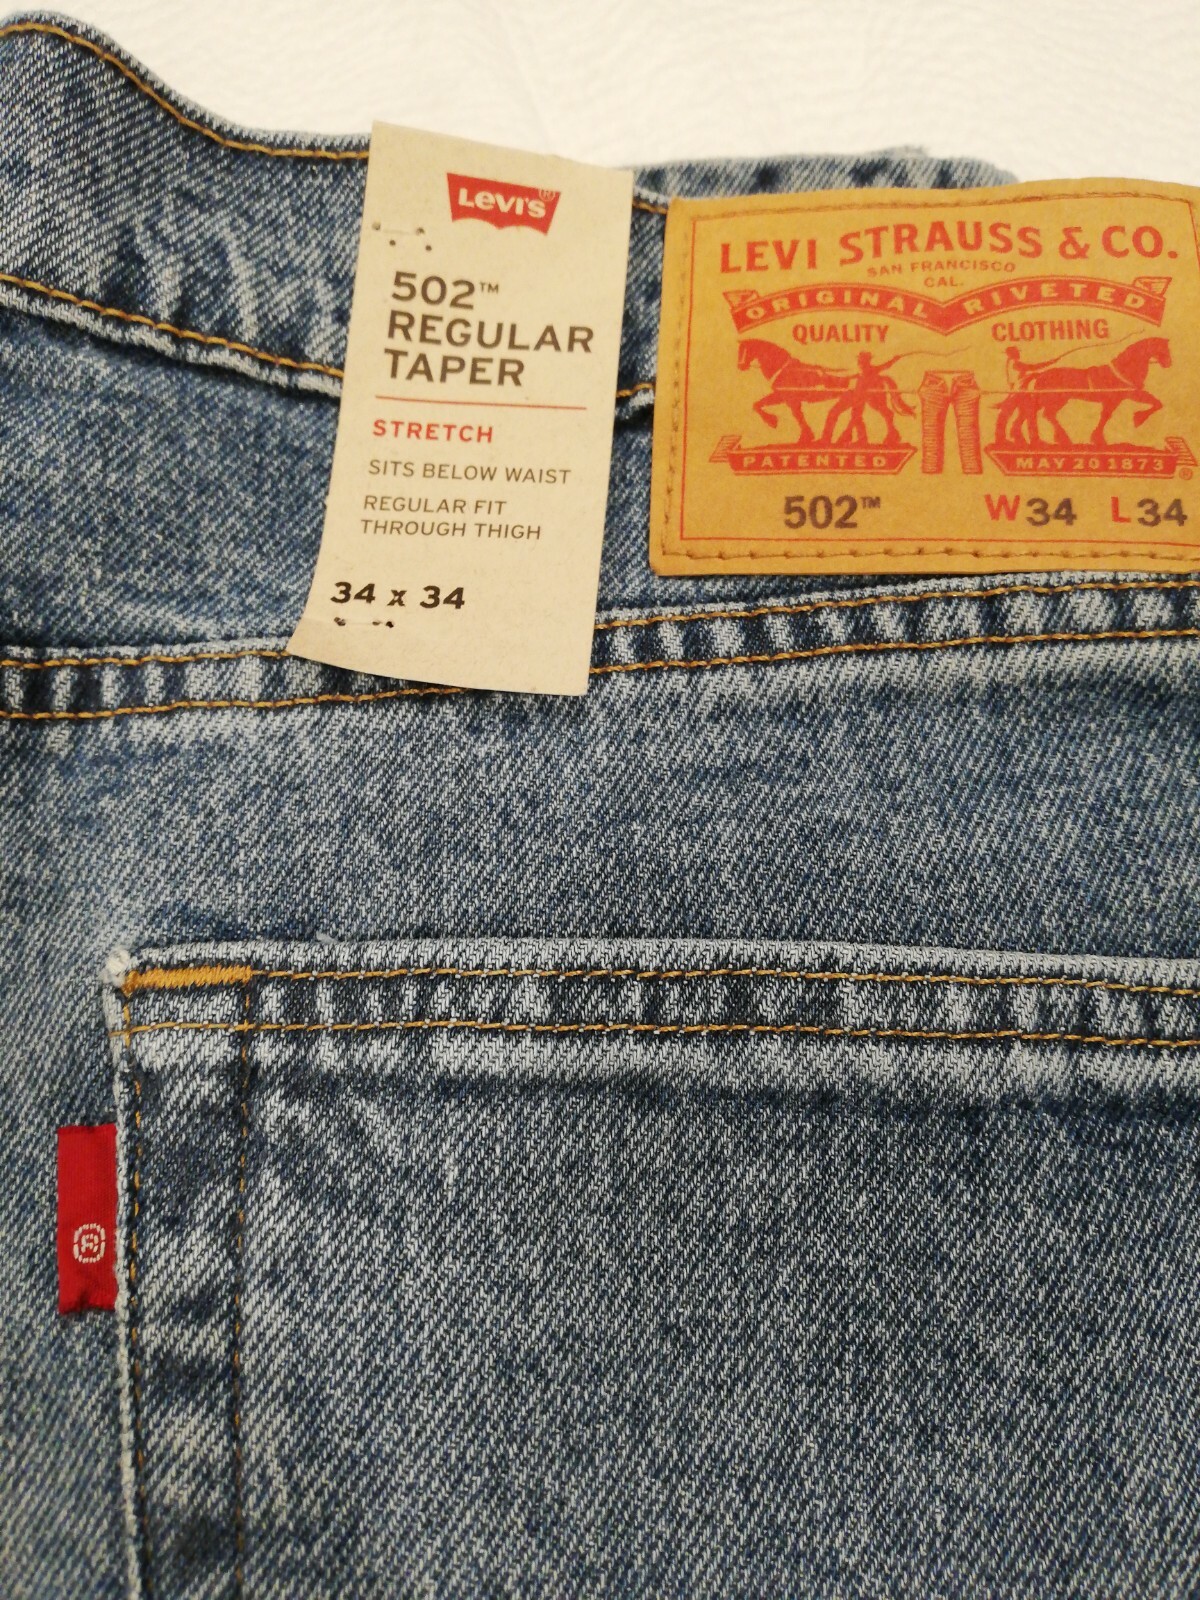 LEVI'S®
502™
REGULAR
TAPER
STRETCH
SITS BELOW WAIST
REGULAR FIT
THROUGH THIGH
34 x 34
LEVI STRAUSS & CO.
SAN FRANCISCO
CAL.
ORIGINAL RIVETED
QUALITY CLOTHING
PATENTED MAY 20 1873 ®
502™ W34 L34
®